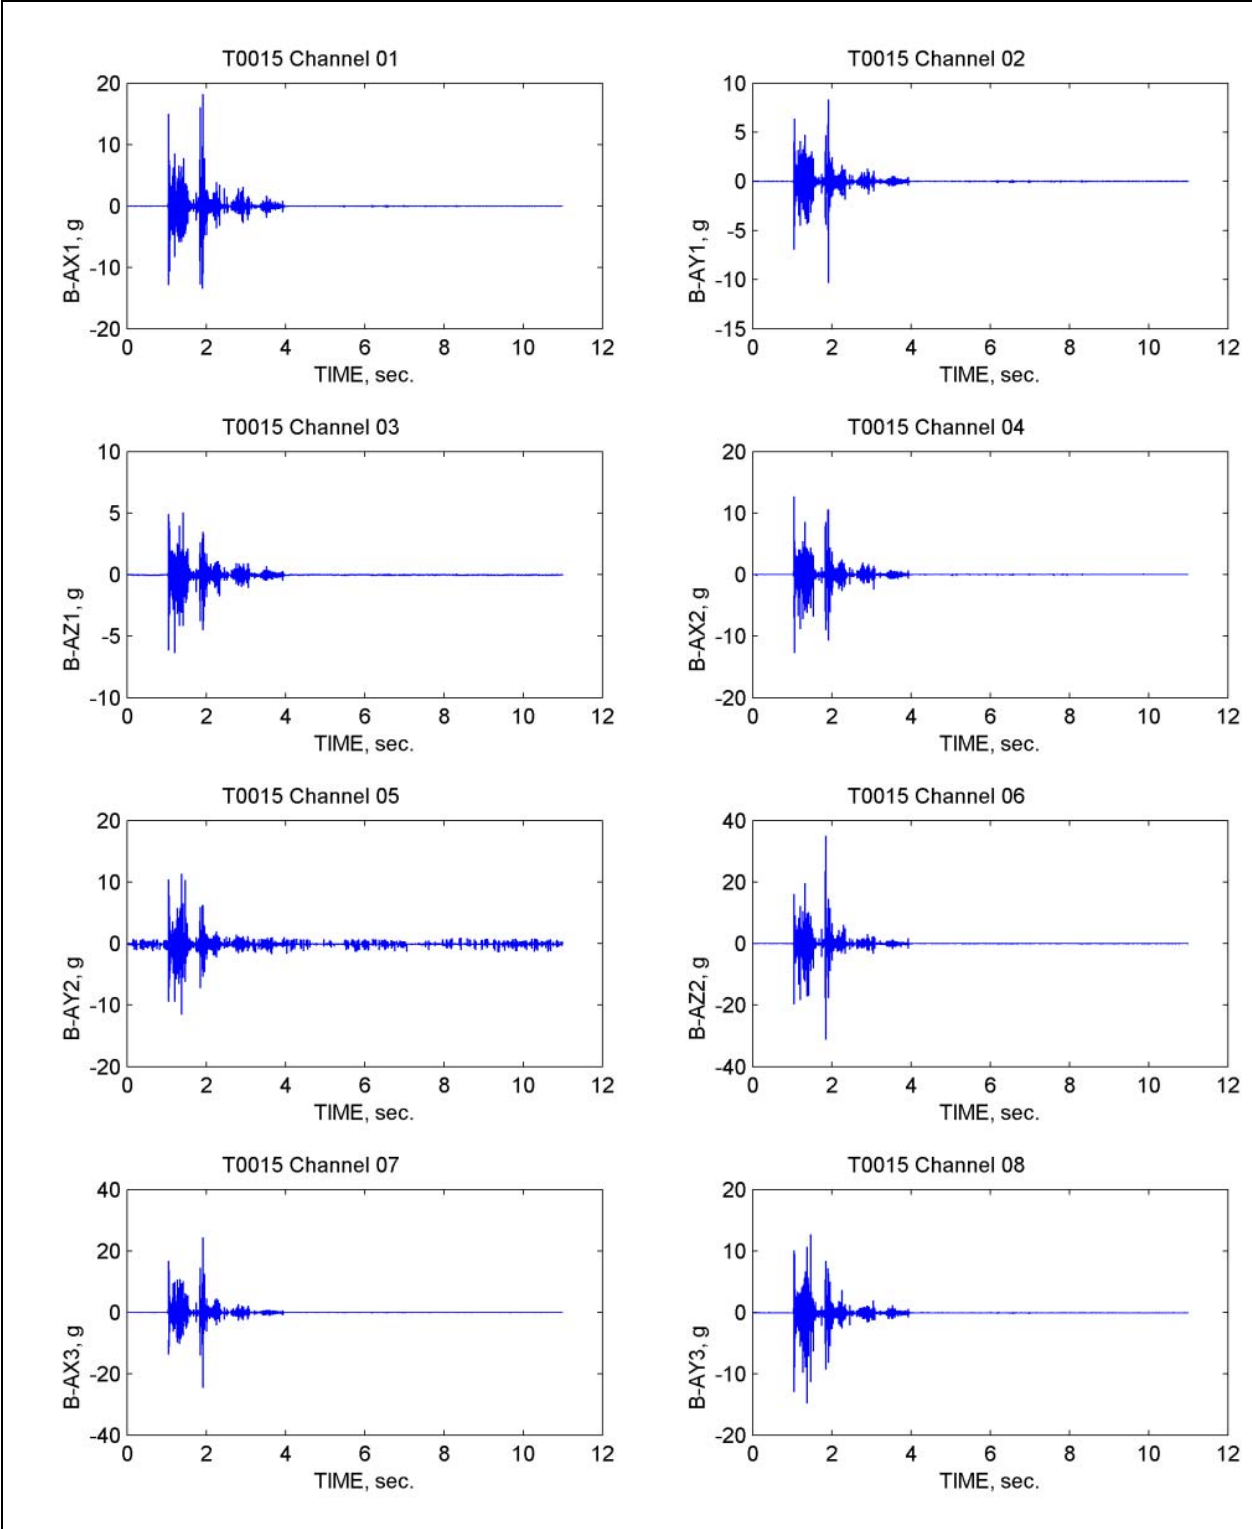 T0015 Channel 01
20
10
0
-10
-20
B-AX1, g
0 2 4 6 8 10 12
TIME, sec.
T0015 Channel 02
10
5
0
-5
-10
-15
B-AY1, g
0 2 4 6 8 10 12
TIME, sec.
T0015 Channel 03
10
5
0
-5
-10
B-AZ1, g
0 2 4 6 8 10 12
TIME, sec.
T0015 Channel 04
20
10
0
-10
-20
B-AX2, g
0 2 4 6 8 10 12
TIME, sec.
T0015 Channel 05
20
10
0
-10
-20
B-AY2, g
0 2 4 6 8 10 12
TIME, sec.
T0015 Channel 06
40
20
0
-20
-40
B-AZ2, g
0 2 4 6 8 10 12
TIME, sec.
T0015 Channel 07
40
20
0
-20
-40
B-AX3, g
0 2 4 6 8 10 12
TIME, sec.
T0015 Channel 08
20
10
0
-10
-20
B-AY3, g
0 2 4 6 8 10 12
TIME, sec.